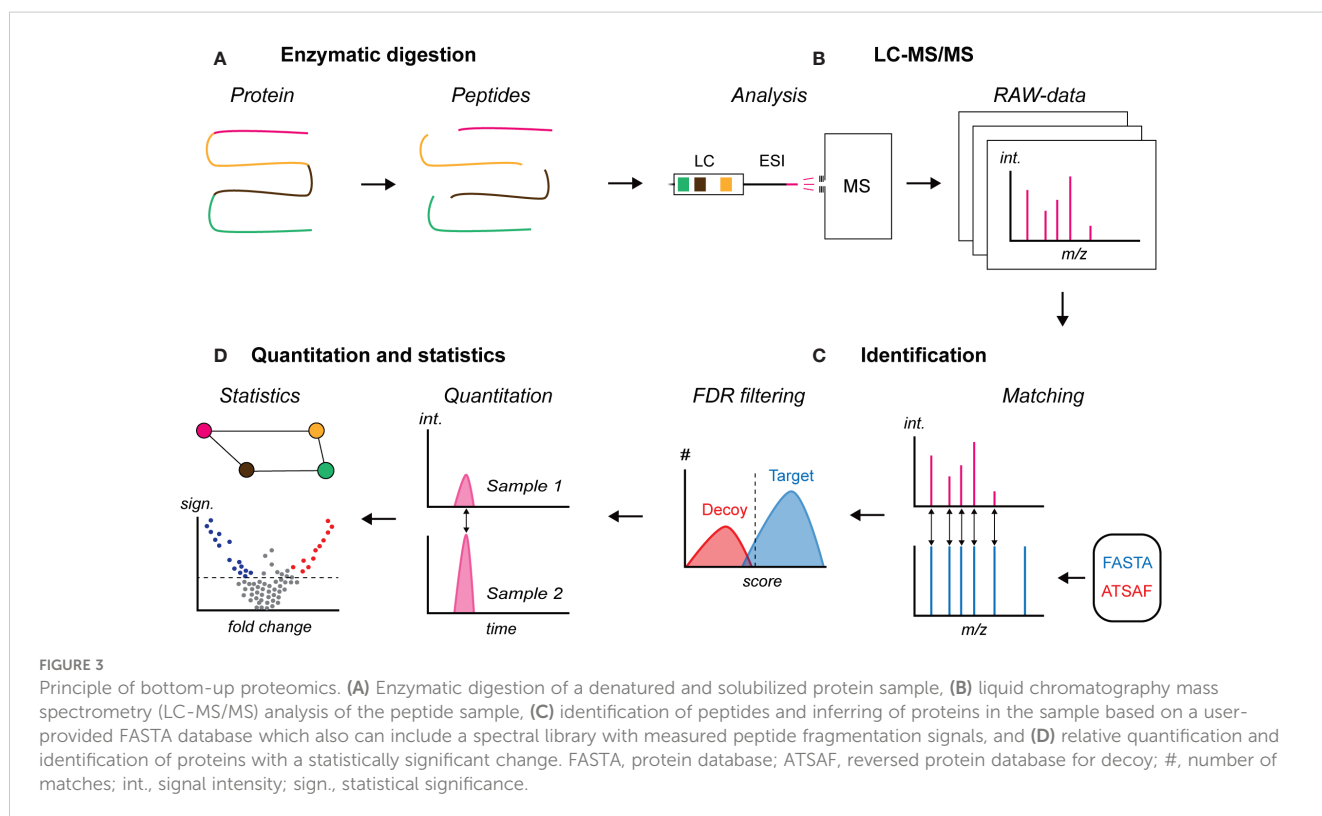 A Enzymatic digestion
Protein
Peptides
B LC-MS/MS
Analysis
RAW-data
LC
ESI
MS
int.
m/z
D Quantitation and statistics
Statistics
Quantitation
sign.
fold change
int.
Sample 1
Sample 2
time
C Identification
FDR filtering
Matching
#
Decoy
Target
score
int.
m/z
FASTA
ATSAF
FIGURE 3
Principle of bottom-up proteomics. (A) Enzymatic digestion of a denatured and solubilized protein sample, (B) liquid chromatography mass
spectrometry (LC-MS/MS) analysis of the peptide sample, (C) identification of peptides and inferring of proteins in the sample based on a user-
provided FASTA database which also can include a spectral library with measured peptide fragmentation signals, and (D) relative quantification and
identification of proteins with a statistically significant change. FASTA, protein database; ATSAF, reversed protein database for decoy; #, number of
matches; int., signal intensity; sign., statistical significance.